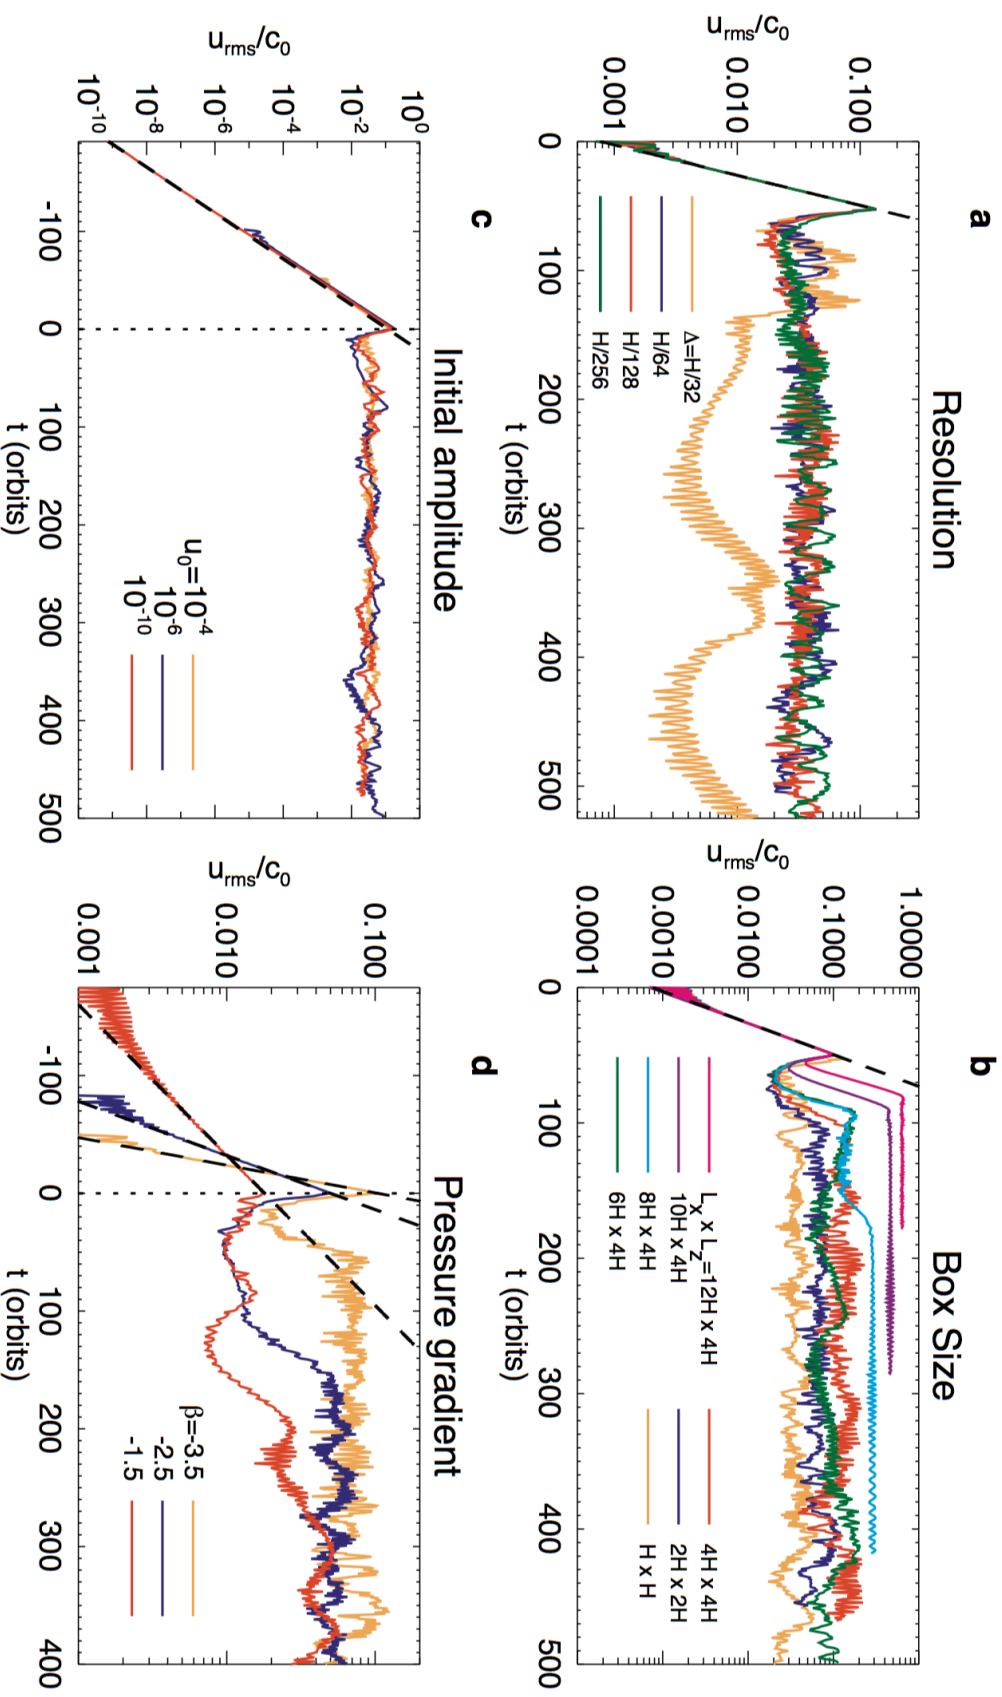 a
Resolution
u_rms/c_0
0.100
0.010
0.001
Δ=H/32
H/64
H/128
H/256
0 100 200 300 400 500
t (orbits)
b
Box Size
u_rms/c_0
1.0000
0.1000
0.0100
0.0010
0.0001
L_x x L_z=12H x 4H
10H x 4H
8H x 4H
6H x 4H
4H x 4H
2H x 2H
H x H
0 100 200 300 400 500
t (orbits)
c
Initial amplitude
u_rms/c_0
10^0
10^-2
10^-4
10^-6
10^-8
10^-10
u_0=10^-4
10^-6
10^-10
-100 0 100 200 300 400 500
t (orbits)
d
Pressure gradient
u_rms/c_0
0.100
0.010
0.001
β=-3.5
-2.5
-1.5
-100 0 100 200 300 400
t (orbits)